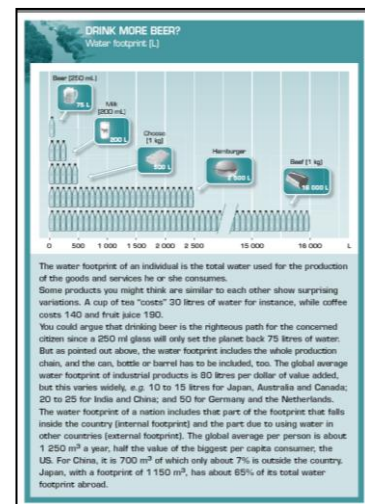 DRINK MORE BEER?
Water footprint (L)
Beer (250 mL)
75 L
Milk
(200 mL)
200 L
Cheese
(1 kg)
500 L
Hamburger
Beef (1 kg)
16 000 L
0 500 1 000 1 500 2 000 2 500 15 000 16 000 L
The water footprint of an individual is the total water used for the production
of the goods and services he or she consumes.
Some products you might think are similar to each other show surprising
variations. A cup of tea "costs" 30 litres of water for instance, while coffee
costs 140 and fruit juice 190.
You could argue that drinking beer is the righteous path for the concerned
citizen since a 250 ml glass will only set the planet back 75 litres of water.
But as pointed out above, the water footprint includes the whole production
chain, and the can, bottle or barrel has to be included, too. The global average
water footprint of industrial products is 80 litres per dollar of value added,
but this varies widely, e.g. 10 to 15 litres for Japan, Australia and Canada;
20 to 25 for India and China; and 50 for Germany and the Netherlands.
The water footprint of a nation includes that part of the footprint that falls
inside the country (internal footprint) and the part due to using water in
other countries (external footprint). The global average per person is about
1 250 m³ a year, half the value of the biggest per capita consumer, the
US. For China, it is 700 m³ of which only about 7% is outside the country.
Japan, with a footprint of 1 150 m³, has about 65% of its total water
footprint abroad.